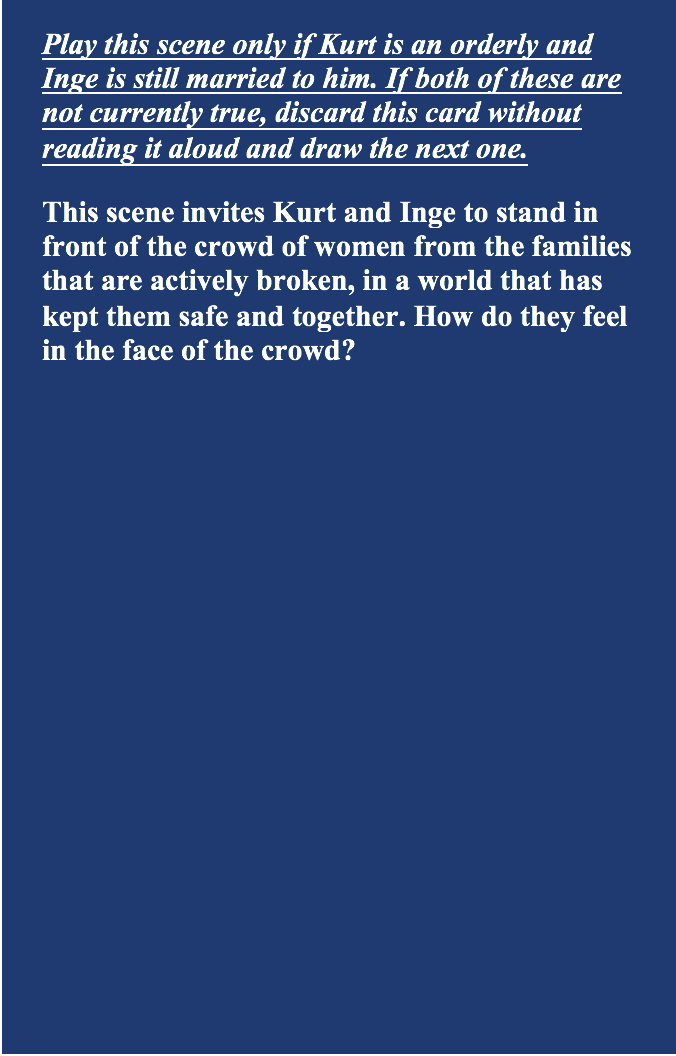 Play this scene only if Kurt is an orderly and
Inge is still married to him. If both of these are
not currently true, discard this card without
reading it aloud and draw the next one.
This scene invites Kurt and Inge to stand in
front of the crowd of women from the families
that are actively broken, in a world that has
kept them safe and together. How do they feel
in the face of the crowd?